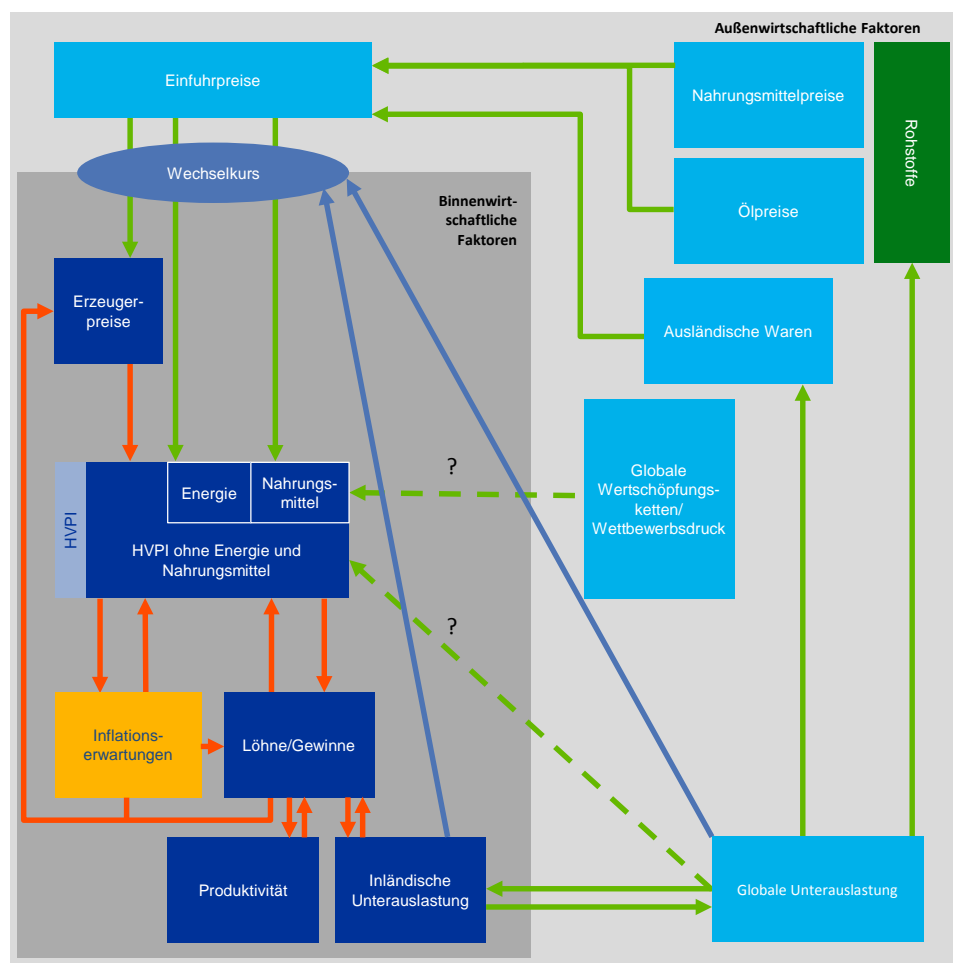 Außenwirtschaftliche Faktoren
Einfuhrpreise
Nahrungsmittelpreise
Rohstoffe
Wechselkurs
Ölpreise
Binnenwirt-
schaftliche
Faktoren
Erzeuger-
preise
Ausländische Waren
?
Globale
Wertschöpfungs-
ketten/
Wettbewerbsdruck
Energie
Nahrungs-
mittel
HVPI
HVPI ohne Energie und
Nahrungsmittel
?
Inflations-
erwartungen
Löhne/Gewinne
Produktivität
Inländische
Unterauslastung
Globale Unterauslastung